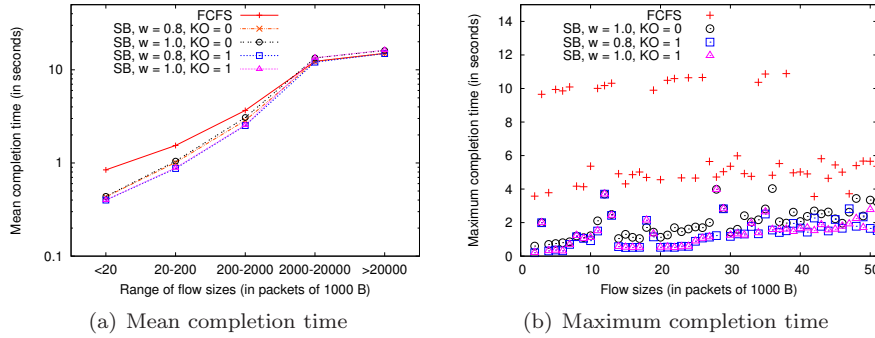 FCFS
SB, w = 0.8, KO = 0
SB, w = 1.0, KO = 0
SB, w = 0.8, KO = 1
SB, w = 1.0, KO = 1
Mean completion time (in seconds)
10
1
0.1
<20
20-200
200-2000
2000-20000
>20000
Range of flow sizes (in packets of 1000 B)
(a) Mean completion time
FCFS
SB, w = 1.0, KO = 0
SB, w = 0.8, KO = 1
SB, w = 1.0, KO = 1
Maximum completion time (in seconds)
14
12
10
8
6
4
2
0
0
10
20
30
40
50
Flow sizes (in packets of 1000 B)
(b) Maximum completion time